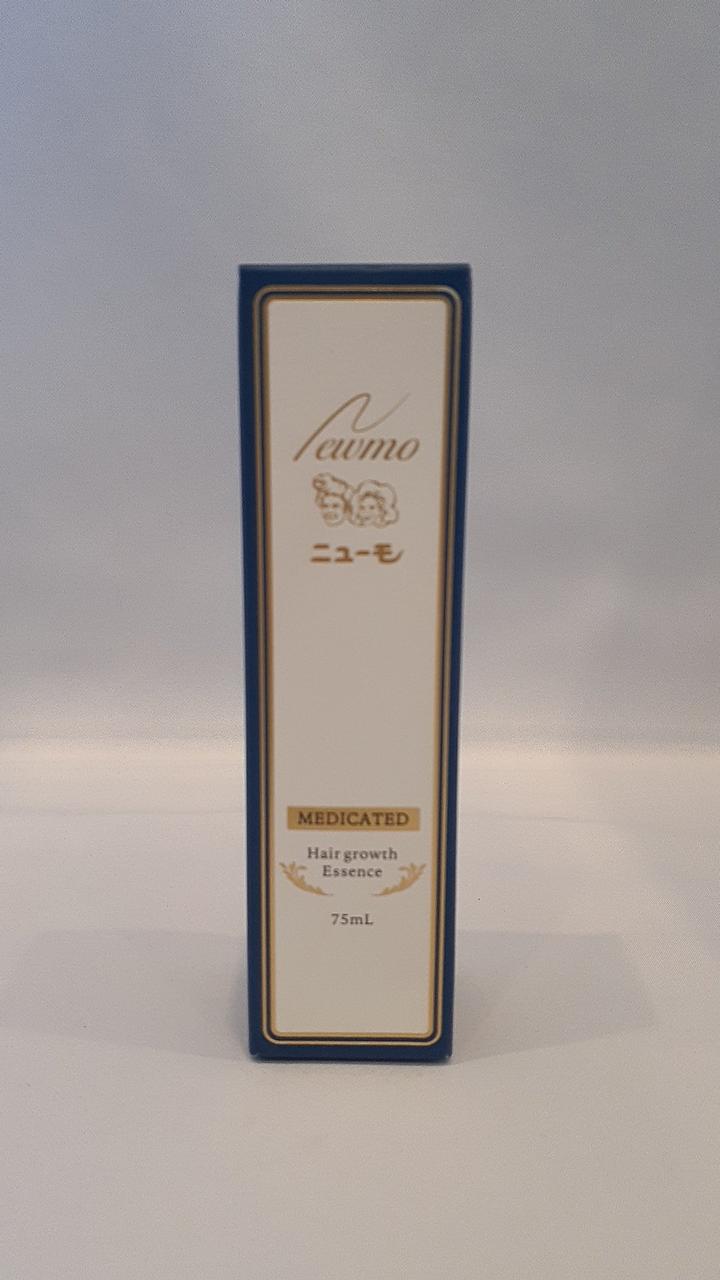 Newmo
ニューモ
MEDICATED
Hair growth
Essence
75mL